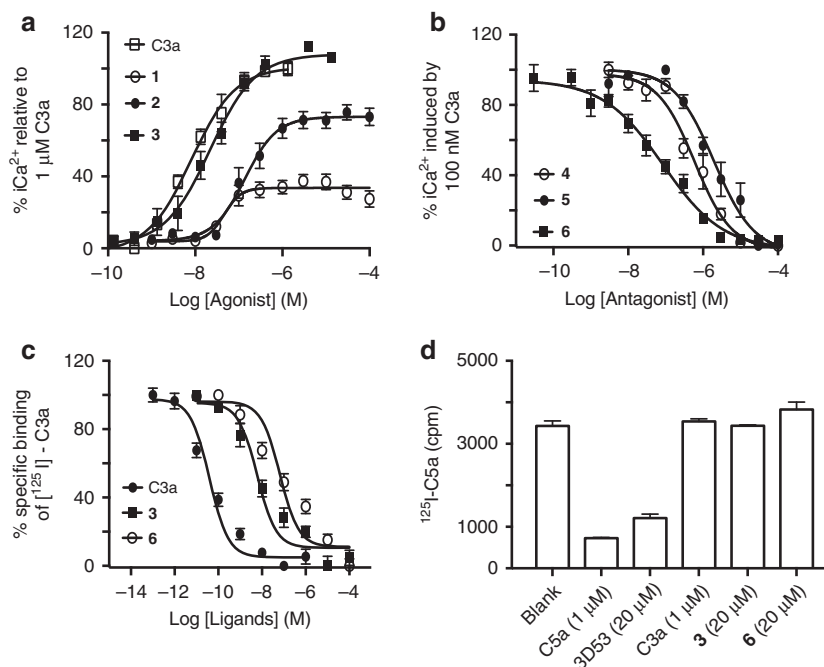 a
% iCa²⁺ relative to
1 μM C3a
120
80
40
0
C3a
1
2
3
−10
−8
−6
−4
Log [Agonist] (M)
b
% iCa²⁺ induced by
100 nM C3a
120
80
40
0
4
5
6
−10
−8
−6
−4
Log [Antagonist] (M)
c
% specific binding
of [¹²⁵ I] - C3a
120
80
40
0
C3a
3
6
−14
−12
−10
−8
−6
−4
Log [Ligands] (M)
d
¹²⁵I-C5a (cpm)
5000
3000
1000
0
Blank
C5a (1 μM)
3D53 (20 μM)
C3a (1 μM)
3 (20 μM)
6 (20 μM)